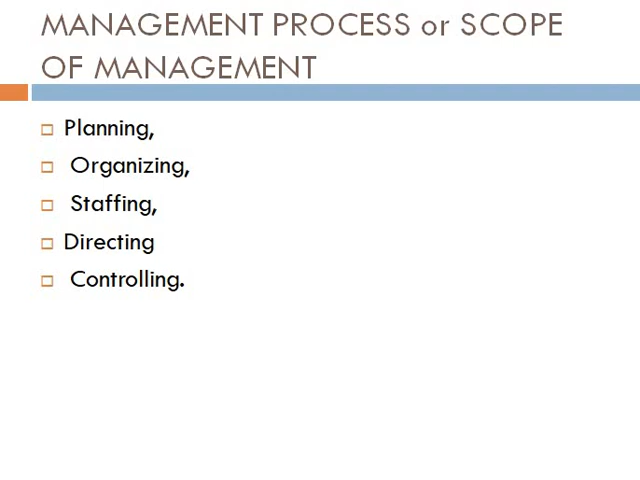 MANAGEMENT PROCESS or SCOPE
OF MANAGEMENT
Planning,
Organizing,
Staffing,
Directing
Controlling.